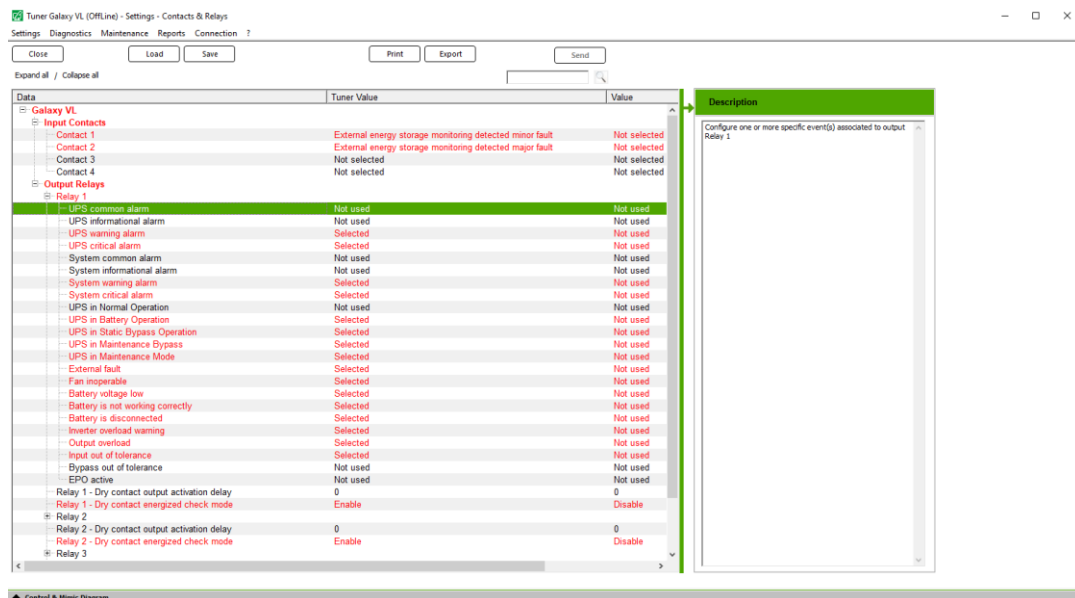 Tuner Galaxy VL (OffLine) - Settings - Contacts & Relays
Settings Diagnostics Maintenance Reports Connection ?
Close Load Save Print Export Send
Expand all / Collapse all
Data Tuner Value Value
Galaxy VL
Input Contacts
Contact 1 External energy storage monitoring detected minor fault Not selected
Contact 2 External energy storage monitoring detected major fault Not selected
Contact 3 Not selected Not selected
Contact 4 Not selected Not selected
Output Relays
Relay 1
UPS common alarm Not used Not used
UPS informational alarm Not used Not used
UPS warning alarm Selected Not used
UPS critical alarm Selected Not used
System common alarm Not used Not used
System informational alarm Not used Not used
System warning alarm Selected Not used
System critical alarm Selected Not used
UPS in Normal Operation Not used Not used
UPS in Battery Operation Selected Not used
UPS in Static Bypass Operation Selected Not used
UPS in Maintenance Bypass Selected Not used
UPS in Maintenance Mode Selected Not used
External fault Selected Not used
Fan inoperable Selected Not used
Battery voltage low Selected Not used
Battery is not working correctly Selected Not used
Battery is disconnected Selected Not used
Inverter overload warning Selected Not used
Output overload Selected Not used
Input out of tolerance Selected Not used
Bypass out of tolerance Not used Not used
EPO active Not used Not used
Relay 1 - Dry contact output activation delay 0 0
Relay 1 - Dry contact energized check mode Enable Disable
Relay 2
Relay 2 - Dry contact output activation delay 0 0
Relay 2 - Dry contact energized check mode Enable Disable
Relay 3
Description
Configure one or more specific event(s) associated to output
Relay 1
Control & Mimic Diagram